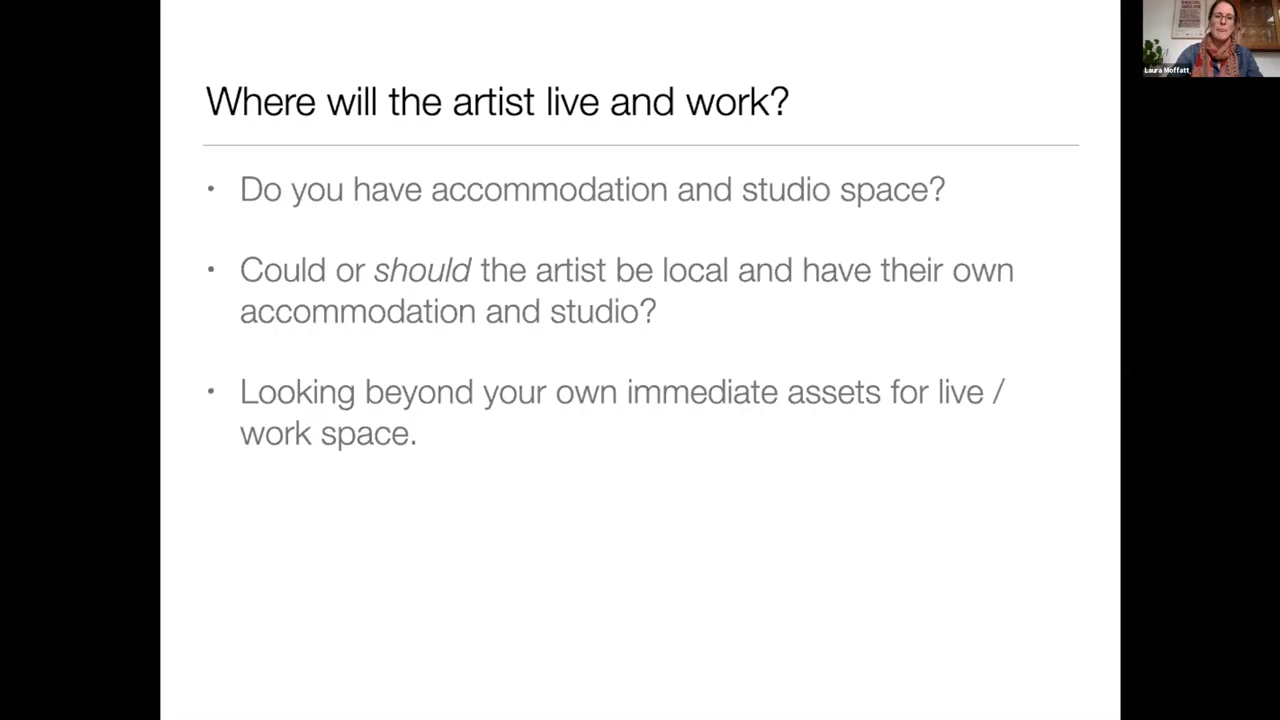 Where will the artist live and work?
• Do you have accommodation and studio space?
• Could or should the artist be local and have their own
accommodation and studio?
• Looking beyond your own immediate assets for live /
work space.
Laura Moffatt